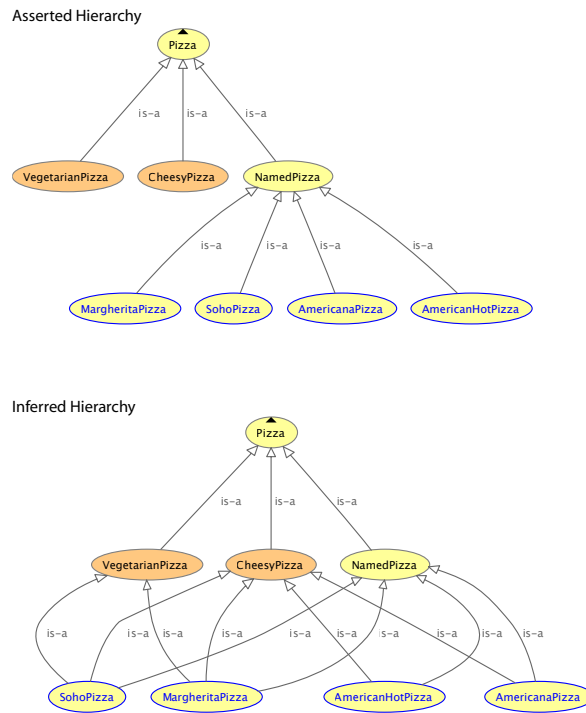 Asserted Hierarchy
Pizza
is-a is-a is-a
VegetarianPizza CheesyPizza NamedPizza
is-a is-a is-a is-a
MargheritaPizza SohoPizza AmericanaPizza AmericanHotPizza
Inferred Hierarchy
Pizza
is-a is-a is-a
VegetarianPizza CheesyPizza NamedPizza
is-a is-a is-a is-a is-a is-a is-a is-a is-a is-a
SohoPizza MargheritaPizza AmericanHotPizza AmericanaPizza